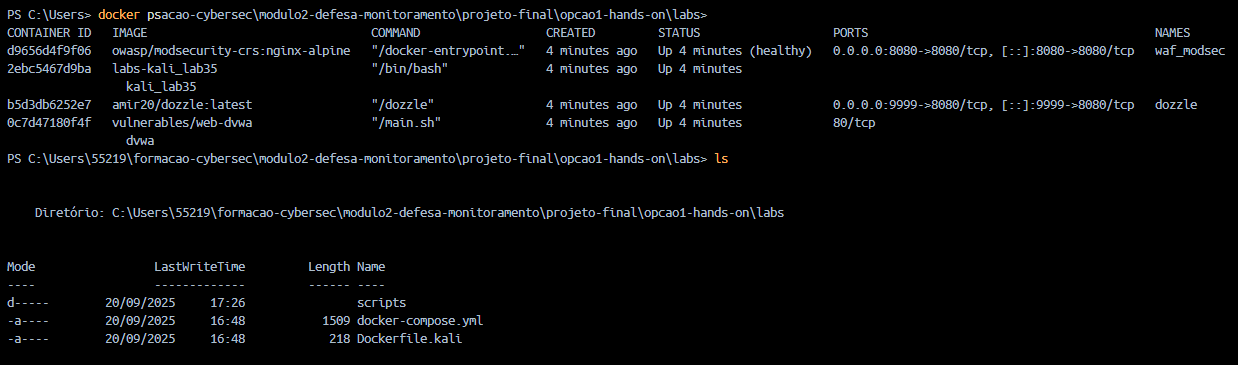 PS C:\Users> docker psacao-cybersec\modulo2-defesa-monitoramento\projeto-final\opcao1-hands-on\labs>
CONTAINER ID   IMAGE                                COMMAND                  CREATED         STATUS                   PORTS                                         NAMES
d9656d4f9f06   owasp/modsecurity-crs:nginx-alpine   "/docker-entrypoint.…"   4 minutes ago   Up 4 minutes (healthy)   0.0.0.0:8080->8080/tcp, [::]:8080->8080/tcp   waf_modsec
2ebc5467d9ba   labs-kali_lab35                      "/bin/bash"              4 minutes ago   Up 4 minutes
kali_lab35
b5d3db6252e7   amir20/dozzle:latest                 "/dozzle"                4 minutes ago   Up 4 minutes             0.0.0.0:9999->8080/tcp, [::]:9999->8080/tcp   dozzle
0c7d47180f4f   vulnerables/web-dvwa                 "/main.sh"               4 minutes ago   Up 4 minutes             80/tcp
dvwa
PS C:\Users\55219\formacao-cybersec\modulo2-defesa-monitoramento\projeto-final\opcao1-hands-on\labs> ls
Diretório: C:\Users\55219\formacao-cybersec\modulo2-defesa-monitoramento\projeto-final\opcao1-hands-on\labs
Mode                 LastWriteTime         Length Name
----                 -------------         ------ ----
d-----        20/09/2025     17:26                scripts
-a----        20/09/2025     16:48           1509 docker-compose.yml
-a----        20/09/2025     16:48            218 Dockerfile.kali